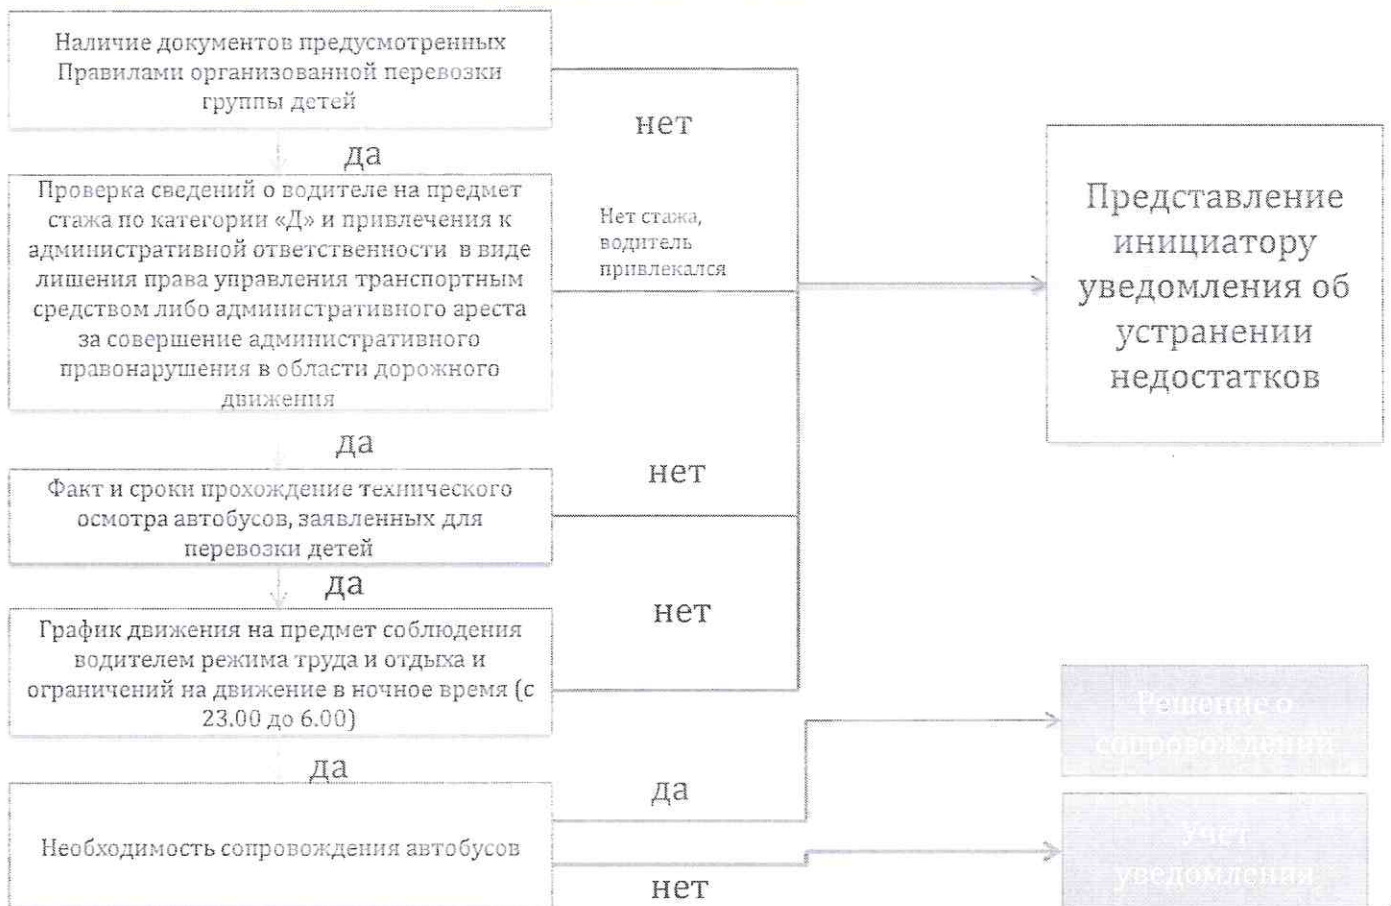 Наличие документов предусмотренных
Правилами организованной перевозки
группы детей
нет
да
Проверка сведений о водителе на предмет
стажа по категории «Д» и привлечения к
административной ответственности в виде
лишения права управления транспортным
средством либо административного ареста
за совершение административного
правонарушения в области дорожного
движения
Нет стажа,
водитель
привлекался
Представление
инициатору
уведомления об
устранении
недостатков
да
нет
Факт и сроки прохождение технического
осмотра автобусов, заявленных для
перевозки детей
да
нет
График движения на предмет соблюдения
водителем режима труда и отдыха и
ограничений на движение в ночное время (с
23.00 до 6.00)
да
Необходимость сопровождения автобусов
да
Решение о
сопровождении
нет
Учет
уведомления